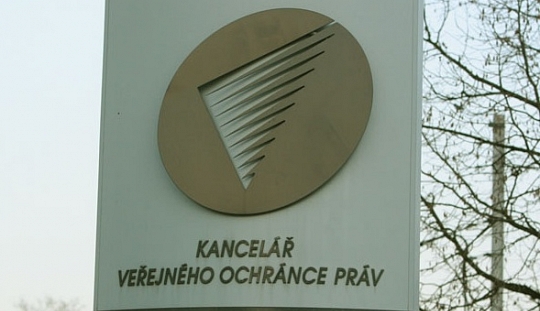 KANCELÁŘ
VEŘEJNÉHO OCHRÁNCE PRÁV